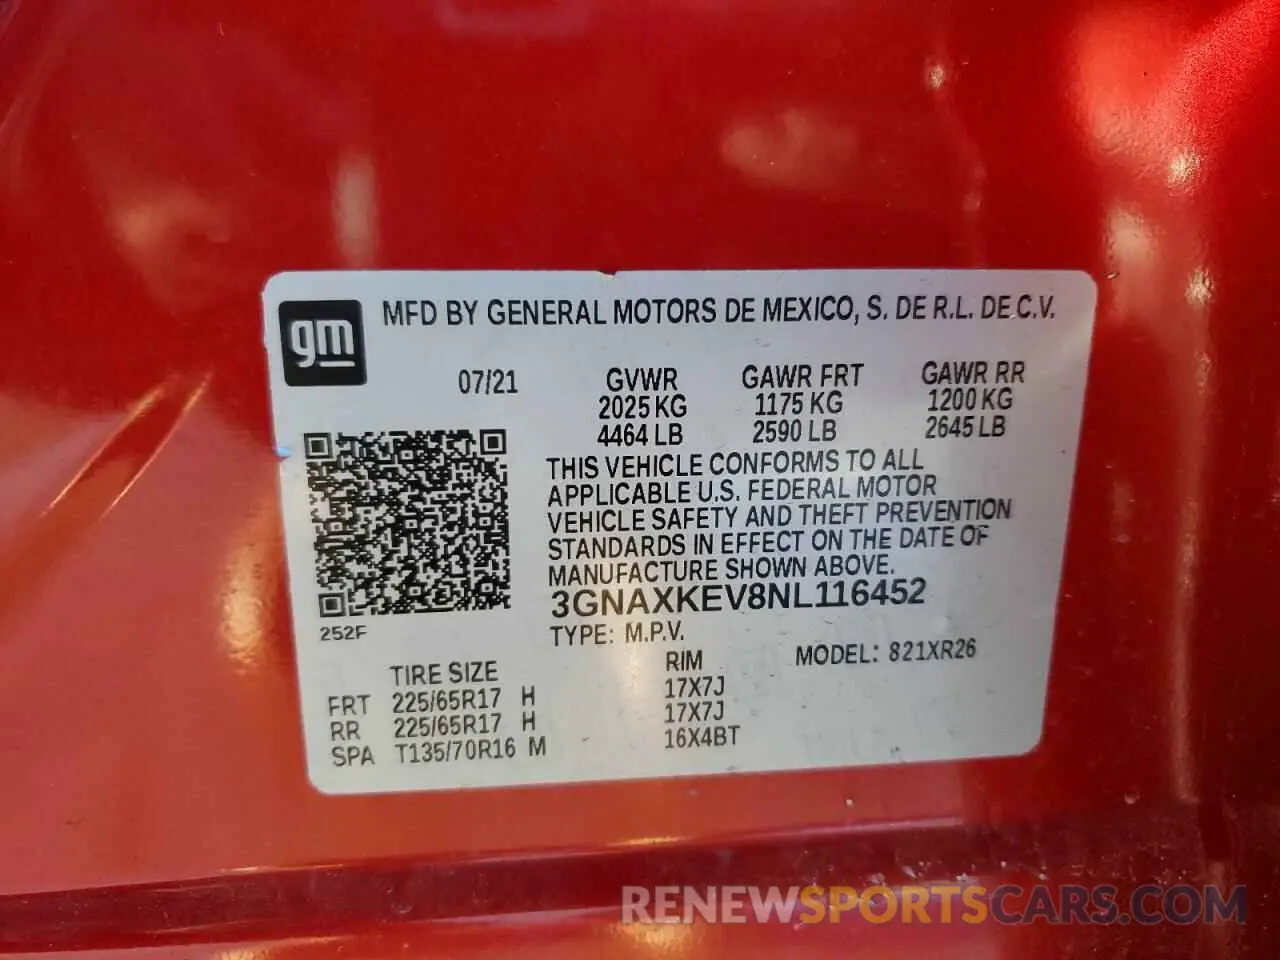 gm
MFD BY GENERAL MOTORS DE MEXICO, S. DE R.L. DE C.V.
07/21 GVWR GAWR FRT GAWR RR
2025 KG 1175 KG 1200 KG
4464 LB 2590 LB 2645 LB
THIS VEHICLE CONFORMS TO ALL
APPLICABLE U.S. FEDERAL MOTOR
VEHICLE SAFETY AND THEFT PREVENTION
STANDARDS IN EFFECT ON THE DATE OF
MANUFACTURE SHOWN ABOVE.
3GNAXKEV8NL116452
252F
TYPE: M.P.V.
MODEL: 821XR26
TIRE SIZE RIM
FRT 225/65R17 H 17X7J
RR 225/65R17 H 17X7J
SPA T135/70R16 M 16X4BT
RENEWSPORTSCARS.COM